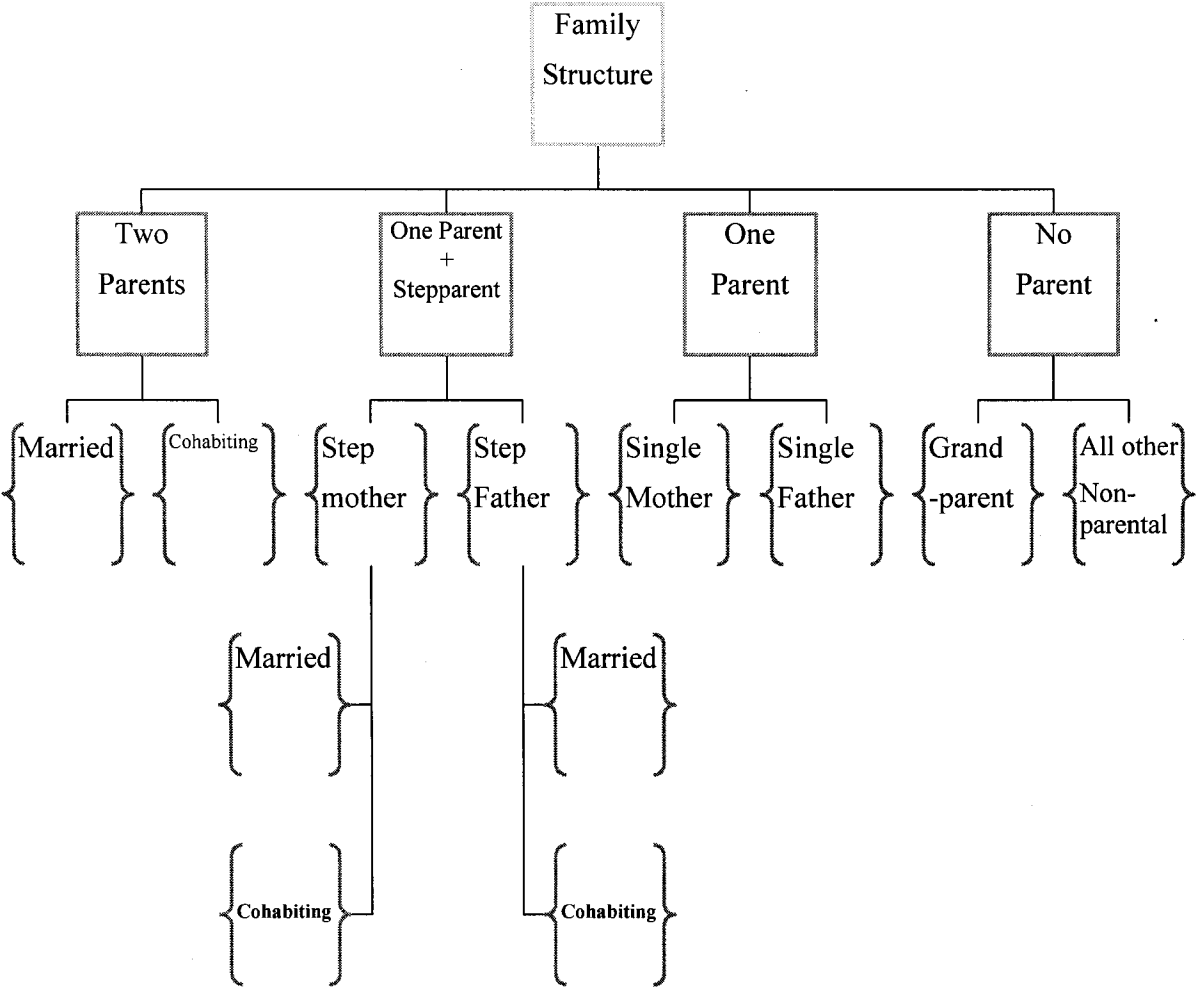 Family
Structure
Two
Parents
One Parent
+
Stepparent
One
Parent
No
Parent
Married
Cohabiting
Step
mother
Step
Father
Single
Mother
Single
Father
Grand
-parent
All other
Non-
parental
Married
Married
Cohabiting
Cohabiting